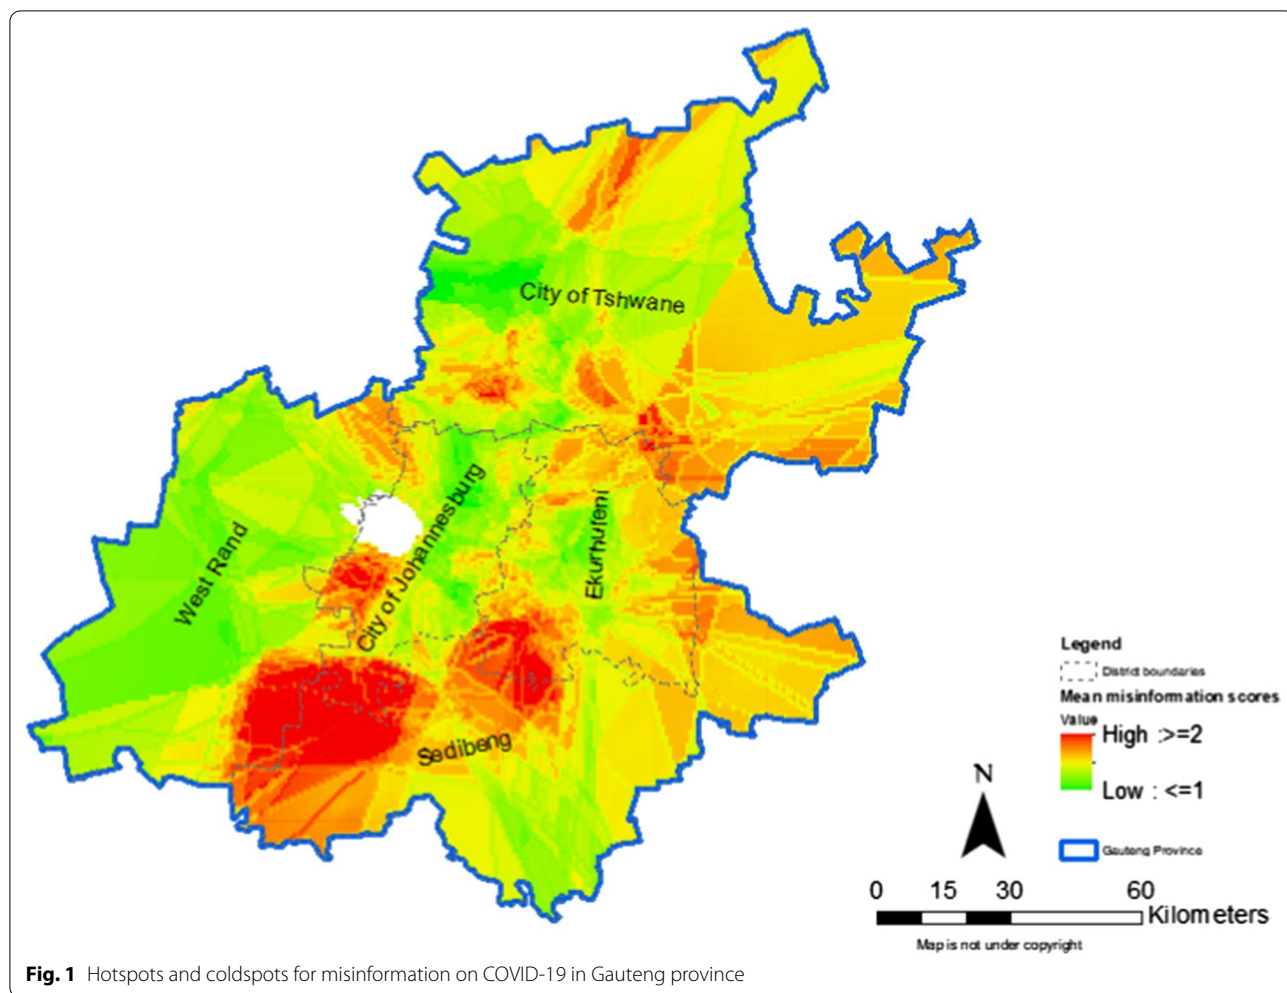 City of Tshwane
West Rand
City of Johannesburg
Ekurhuleni
Sedibeng
Legend
District boundaries
Mean misinformation scores
Value
High :>=2
Low : <=1
Gauteng Province
N
0 15 30 60
Kilometers
Map is not under copyright
Fig. 1 Hotspots and coldspots for misinformation on COVID-19 in Gauteng province